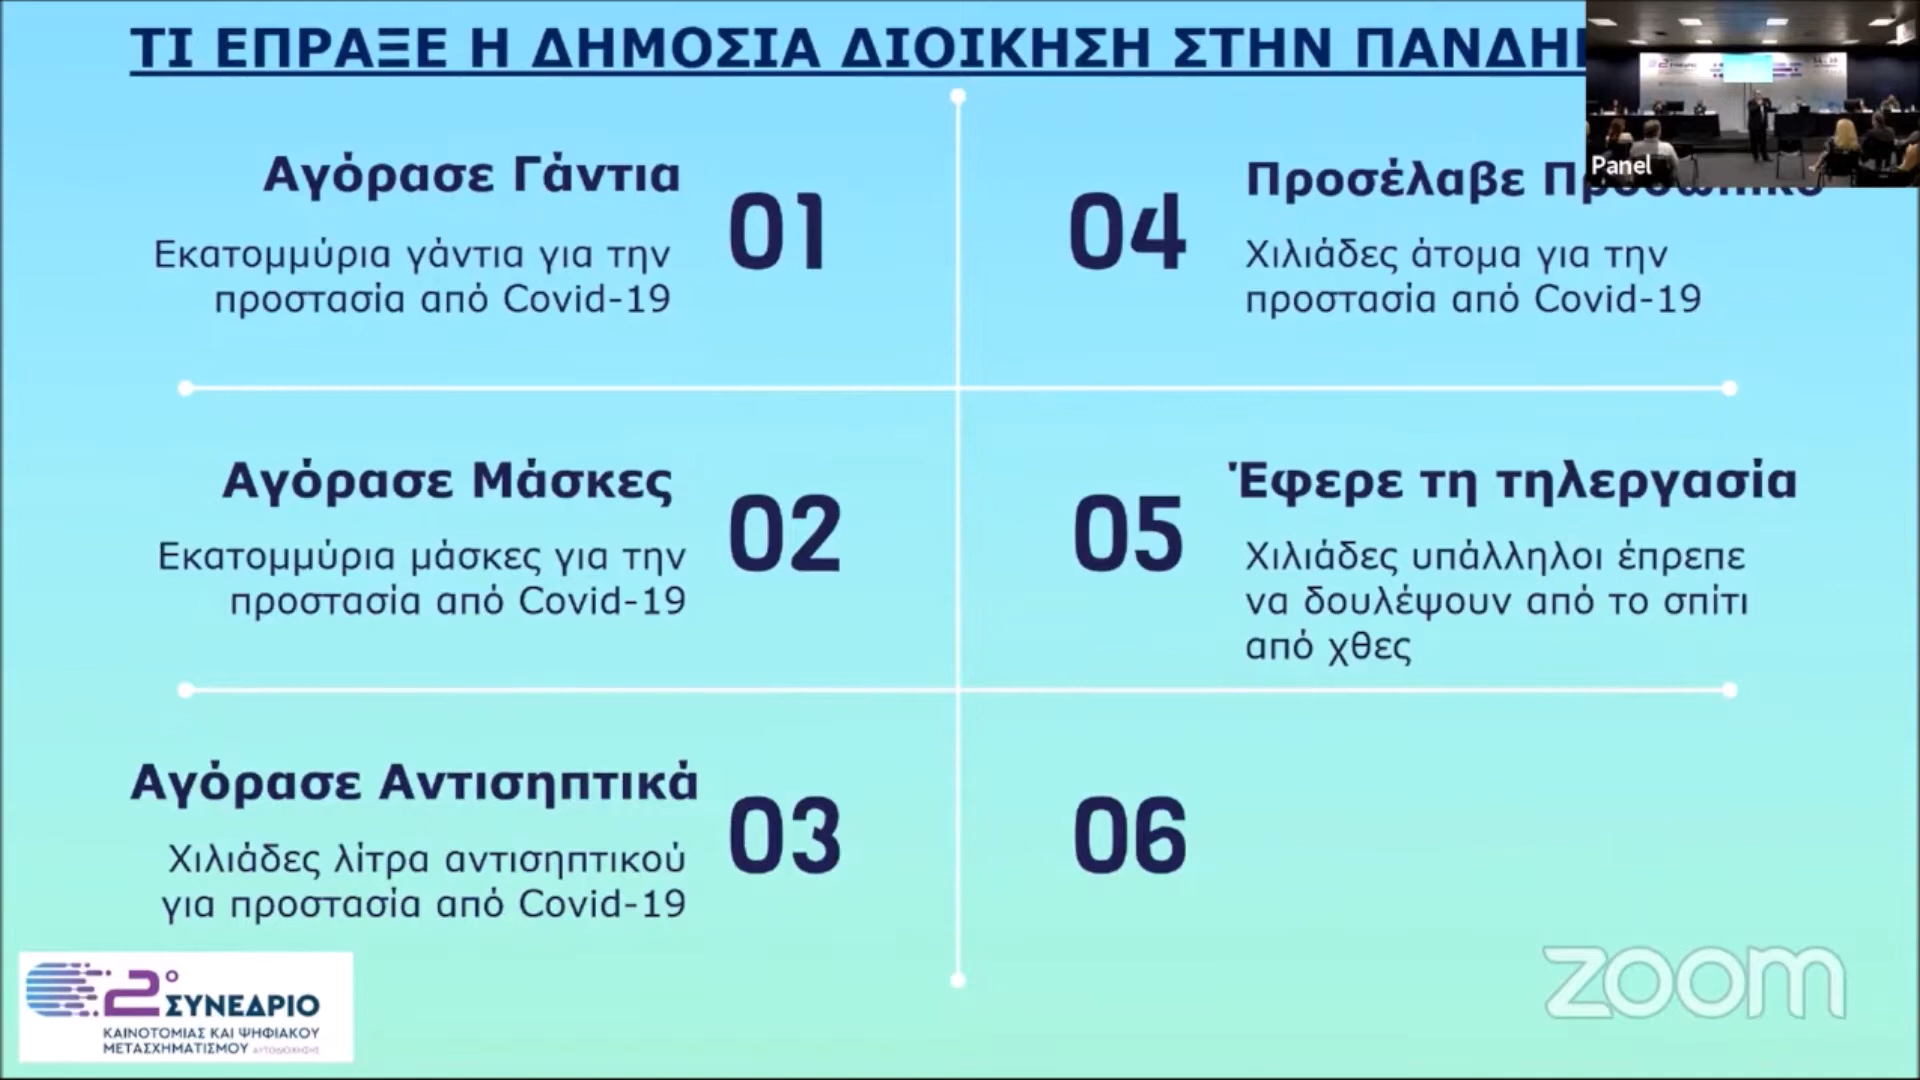 ΤΙ ΕΠΡΑΞΕ Η ΔΗΜΟΣΙΑ ΔΙΟΙΚΗΣΗ ΣΤΗΝ
Αγόρασε Γάντια
01
Εκατομμύρια γάντια για την
προστασία από Covid-19
Αγόρασε Μάσκες
02
Εκατομμύρια μάσκες για την
προστασία από Covid-19
Αγόρασε Αντισηπτικά
03
Χιλιάδες λίτρα αντισηπτικού
για προστασία από Covid-19
04
Προσέλαβε
Χιλιάδες άτομα για την
προστασία από Covid-19
05
Έφερε τη τηλεργασία
Χιλιάδες υπάλληλοι έπρεπε
να δουλέψουν από το σπίτι
από χθες
06
Panel
2ο
ΣΥΝΕΔΡΙΟ
ΚΑΙΝΟΤΟΜΙΑΣ ΚΑΙ ΨΗΦΙΑΚΟΥ
ΜΕΤΑΣΧΗΜΑΤΙΣΜΟΥ ΑΥΤΟΔΙΟΙΚΗΣΗΣ
zoom